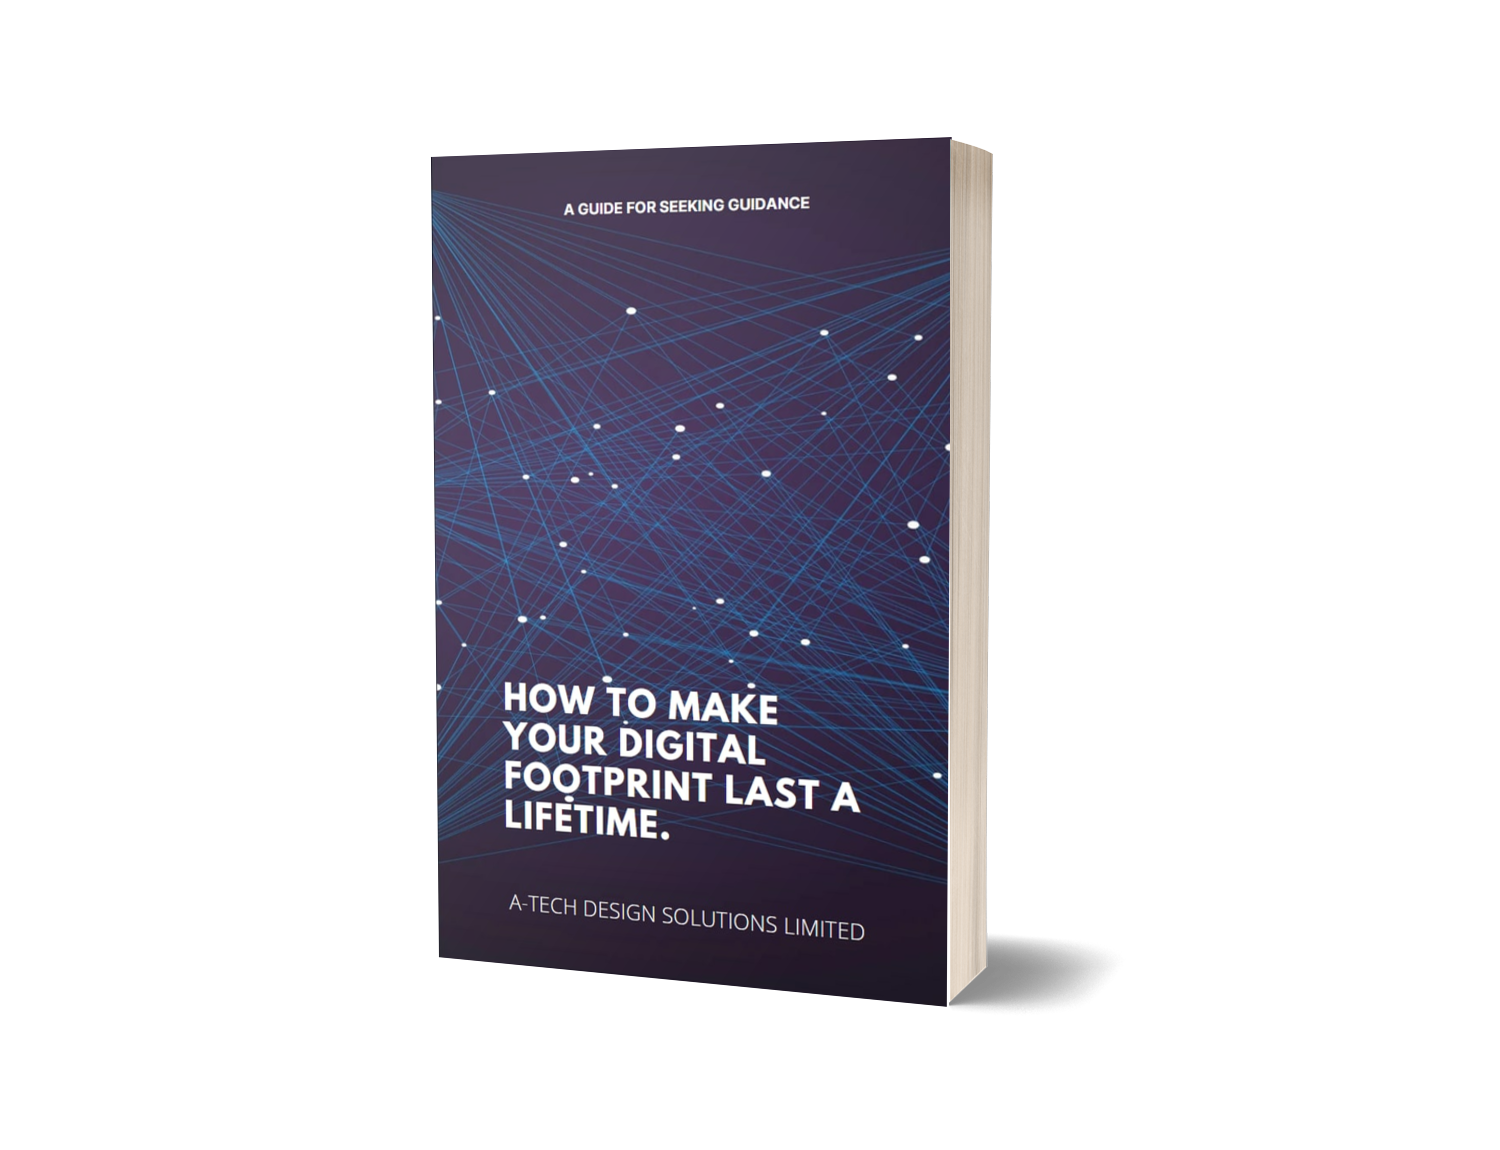 A GUIDE FOR SEEKING GUIDANCE
HOW TO MAKE
YOUR DIGITAL
FOOTPRINT LAST A
LIFETIME.
A-TECH DESIGN SOLUTIONS LIMITED